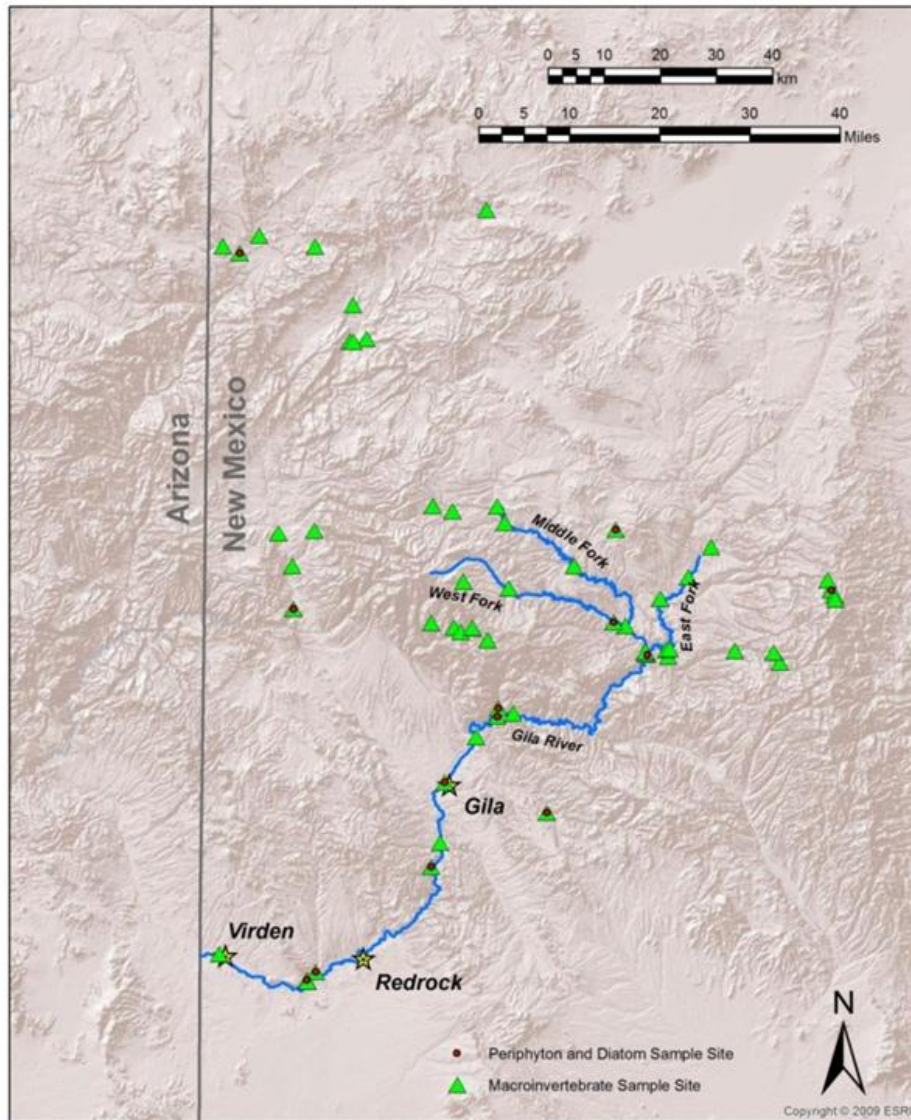 0 5 10 20 30 40
km
0 5 10 20 30 40
Miles
Arizona
New Mexico
Middle Fork
West Fork
East Fork
Gila River
Gila
Virden
Redrock
N
Periphyton and Diatom Sample Site
Macroinvertebrate Sample Site
Copyright © 2009 ESR